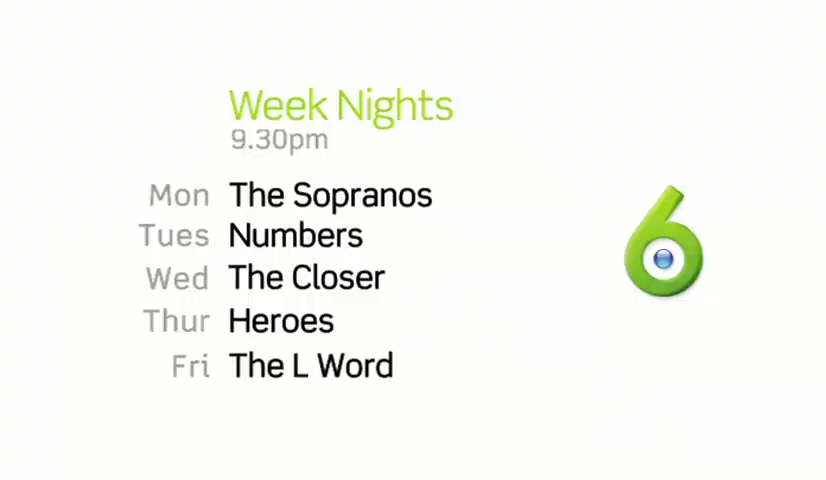 Week Nights
9.30pm
Mon The Sopranos
Tues Numbers
Wed The Closer
Thur Heroes
Fri The L Word
6